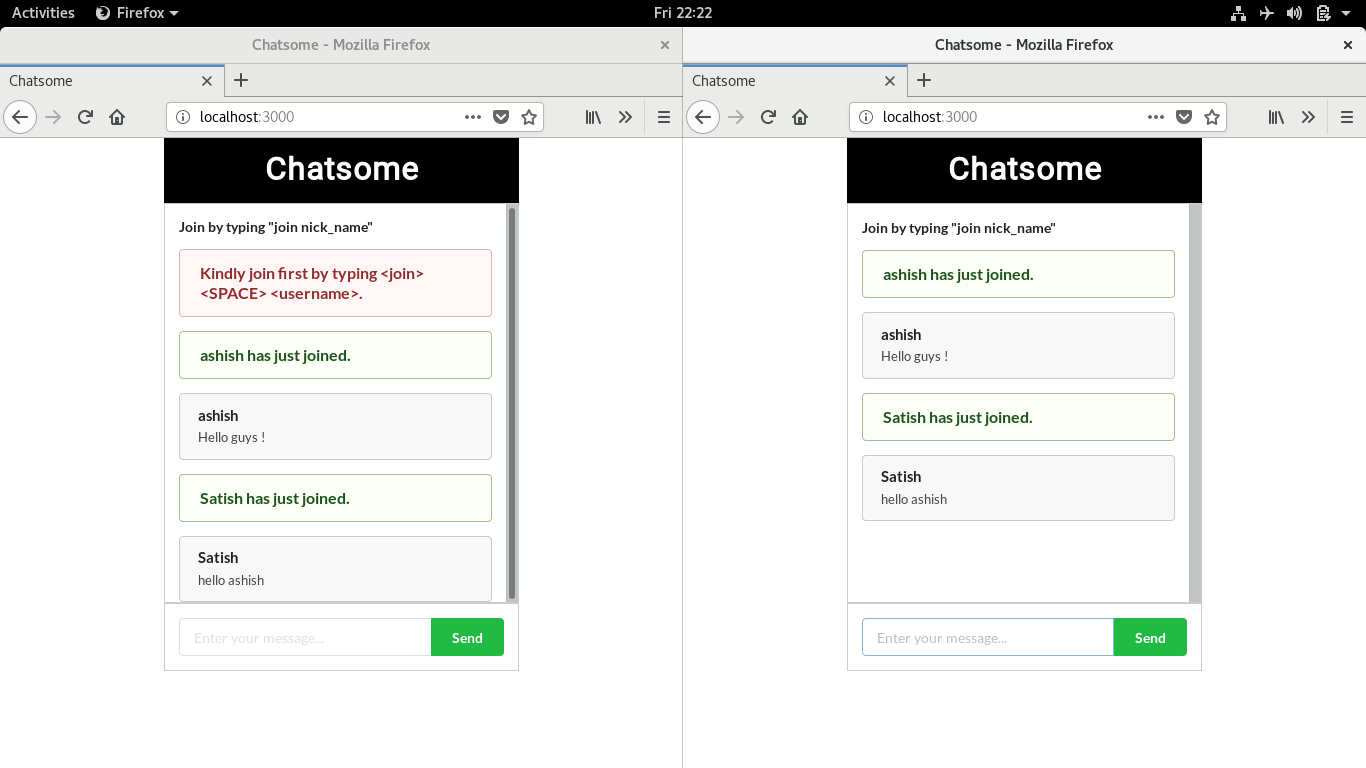 Activities Firefox Fri 22:22
Chatsome - Mozilla Firefox
Chatsome
localhost:3000
Chatsome
Join by typing "join nick_name"
Kindly join first by typing <join>
<SPACE> <username>.
ashish has just joined.
ashish
Hello guys !
Satish has just joined.
Satish
hello ashish
Enter your message... Send
Chatsome - Mozilla Firefox
Chatsome
localhost:3000
Chatsome
Join by typing "join nick_name"
ashish has just joined.
ashish
Hello guys !
Satish has just joined.
Satish
hello ashish
Enter your message... Send